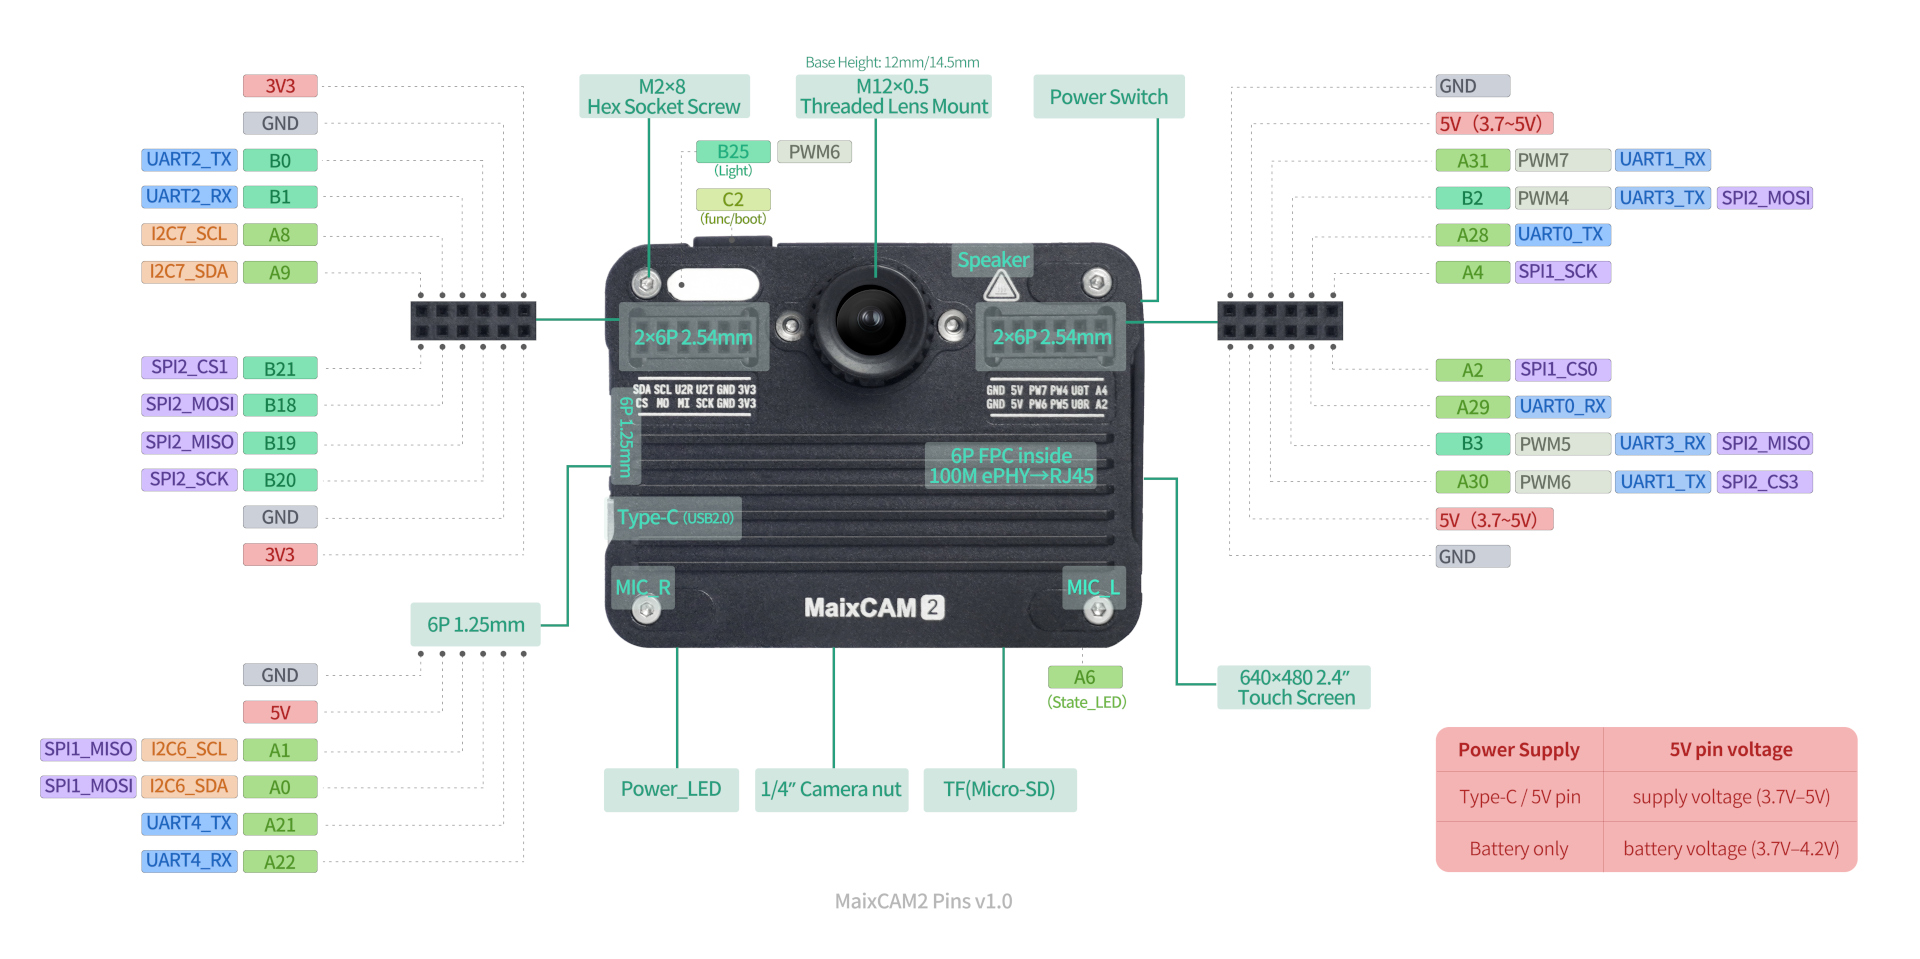 Base Height: 12mm/14.5mm
M2×8
Hex Socket Screw
M12×0.5
Threaded Lens Mount
Power Switch
B25 PWM6
(Light)
C2
(func/boot)
3V3
GND
UART2_TX B0
UART2_RX B1
I2C7_SCL A8
I2C7_SDA A9
SPI2_CS1 B21
SPI2_MOSI B18
SPI2_MISO B19
SPI2_SCK B20
GND
3V3
6P 1.25mm
GND
5V
SPI1_MISO I2C6_SCL A1
SPI1_MOSI I2C6_SDA A0
UART4_TX A21
UART4_RX A22
Speaker
2×6P 2.54mm
2×6P 2.54mm
SDA SCL U2R U2T GND 3V3
CS MO MI SCK GND 3V3
GND 5V PW7 PW4 U0T A4
GND 5V PW6 PW5 U0R A2
6P 1.25mm
6P FPC inside
100M ePHY→RJ45
Type-C (USB2.0)
MIC_R
MIC_L
MaixCAM 2
A6
(State_LED)
Power_LED
1/4″ Camera nut
TF(Micro-SD)
GND
5V（3.7~5V）
A31 PWM7 UART1_RX
B2 PWM4 UART3_TX SPI2_MOSI
A28 UART0_TX
A4 SPI1_SCK
A2 SPI1_CS0
A29 UART0_RX
B3 PWM5 UART3_RX SPI2_MISO
A30 PWM6 UART1_TX SPI2_CS3
5V（3.7~5V）
GND
640×480 2.4″
Touch Screen
Power Supply 5V pin voltage
Type-C / 5V pin supply voltage (3.7V–5V)
Battery only battery voltage (3.7V–4.2V)
MaixCAM2 Pins v1.0